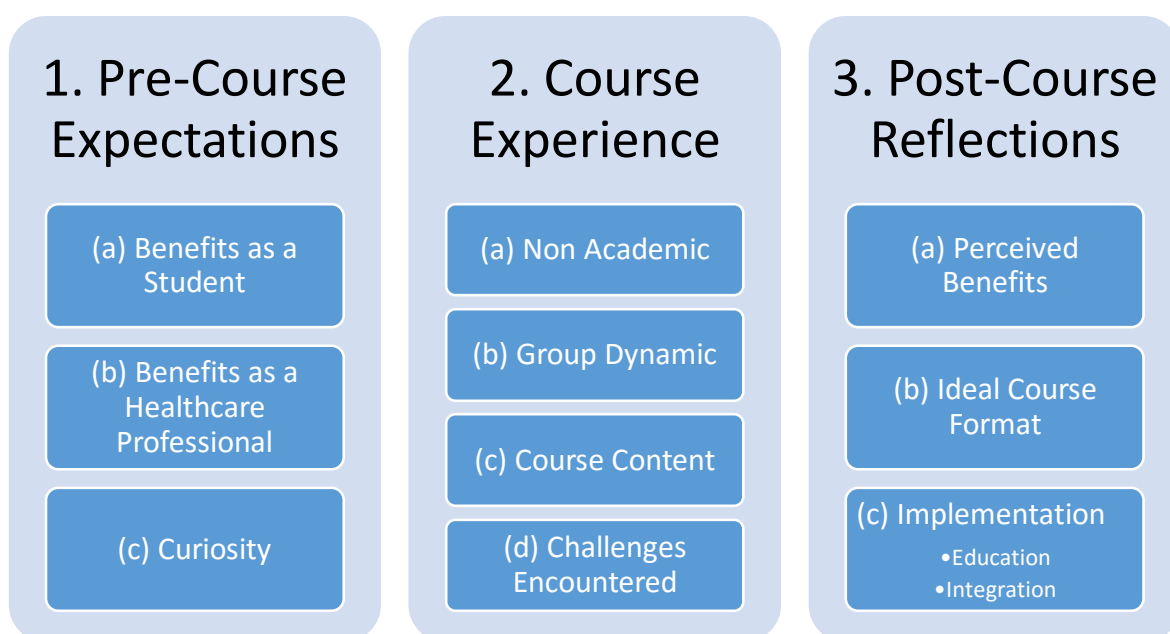 1. Pre-Course
Expectations
(a) Benefits as a
Student
(b) Benefits as a
Healthcare
Professional
(c) Curiosity
2. Course
Experience
(a) Non Academic
(b) Group Dynamic
(c) Course Content
(d) Challenges
Encountered
3. Post-Course
Reflections
(a) Perceived
Benefits
(b) Ideal Course
Format
(c) Implementation
•Education
•Integration